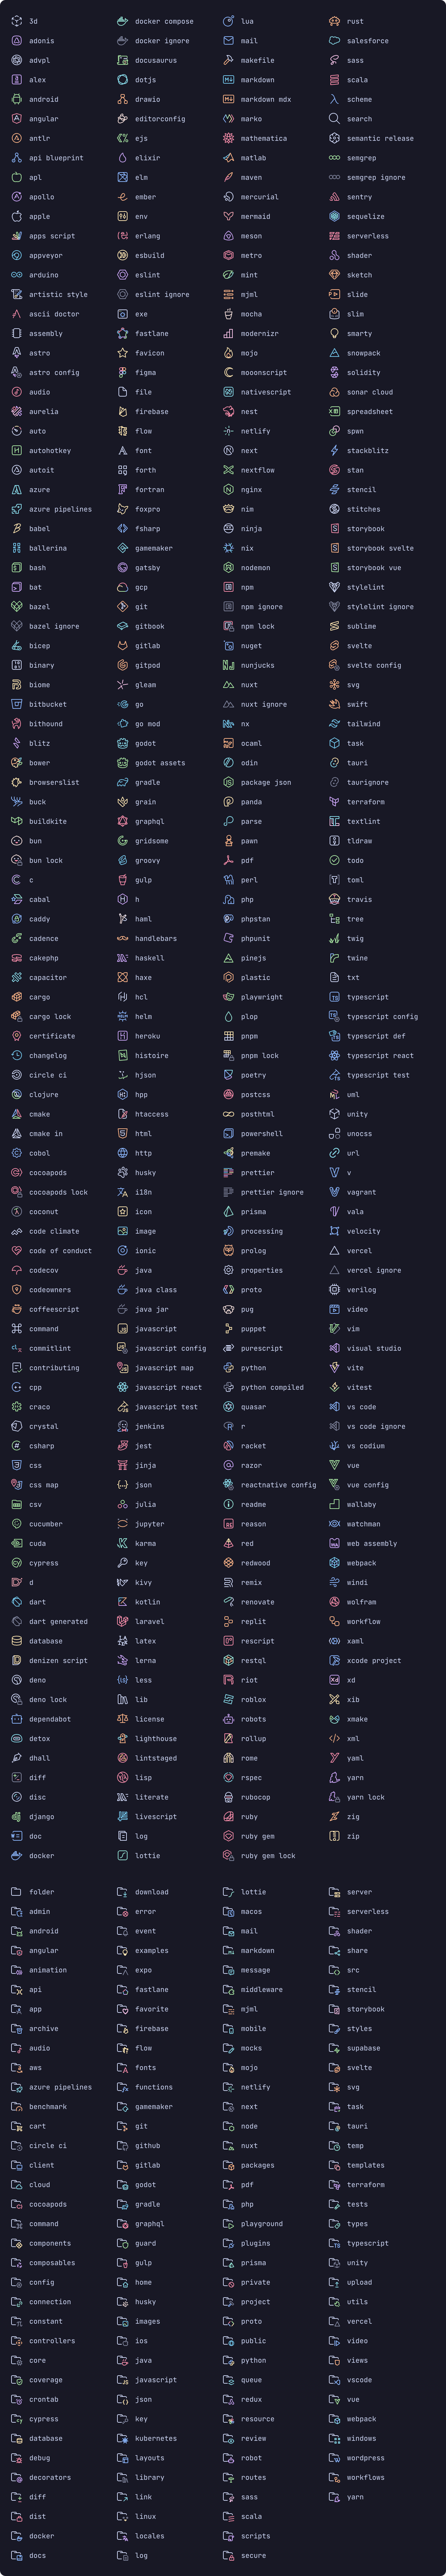 3d docker compose lua rust
adonis docker ignore mail salesforce
advpl docusaurus makefile sass
alex dotjs markdown scala
android drawio markdown mdx scheme
angular editorconfig marko search
antlr ejs mathematica semantic release
api blueprint elixir matlab semgrep
apl elm maven semgrep ignore
apollo ember mercurial sentry
apple env mermaid sequelize
apps script erlang meson serverless
appveyor esbuild metro shader
arduino eslint mint sketch
artistic style eslint ignore mjml slide
ascii doctor exe mocha slim
assembly fastlane modernizr smarty
astro favicon mojo snowpack
astro config figma mooonscript solidity
audio file nativescript sonar cloud
aurelia firebase nest spreadsheet
auto flow netlify spwn
autohotkey font next stackblitz
autoit forth nextflow stan
azure fortran nginx stencil
azure pipelines foxpro nim stitches
babel fsharp ninja storybook
ballerina gamemaker nix storybook svelte
bash gatsby nodemon storybook vue
bat gcp npm stylelint
bazel git npm ignore stylelint ignore
bazel ignore gitbook npm lock sublime
bicep gitlab nuget svelte
binary gitpod nunjucks svelte config
biome gleam nuxt svg
bitbucket go nuxt ignore swift
bithound go mod nx tailwind
blitz godot ocaml task
bower godot assets odin tauri
browserslist gradle package json taurignore
buck grain panda terraform
buildkite graphql parse textlint
bun gridsome pawn tldraw
bun lock groovy pdf todo
c gulp perl toml
cabal h php travis
caddy haml phpstan tree
cadence handlebars phpunit twig
cakephp haskell pinejs twine
capacitor haxe plastic txt
cargo hcl playwright typescript
cargo lock helm plop typescript config
certificate heroku pnpm typescript def
changelog histoire pnpm lock typescript react
circle ci hjson poetry typescript test
clojure hpp postcss uml
cmake htaccess posthtml unity
cmake in html powershell unocss
cobol http premake url
cocoapods husky prettier v
cocoapods lock i18n prettier ignore vagrant
coconut icon prisma vala
code climate image processing velocity
code of conduct ionic prolog vercel
codecov java properties vercel ignore
codeowners java class proto verilog
coffeescript java jar pug video
command javascript puppet vim
commitlint javascript config purescript visual studio
contributing javascript map python vite
cpp javascript react python compiled vitest
craco javascript test quasar vs code
crystal jenkins r vs code ignore
csharp jest racket vs codium
css jinja razor vue
css map json reactnative config vue config
csv julia readme wallaby
cucumber jupyter reason watchman
cuda karma red web assembly
cypress key redwood webpack
d kivy remix windi
dart kotlin renovate wolfram
dart generated laravel replit workflow
database latex rescript xaml
denizen script lerna restql xcode project
deno less riot xd
deno lock lib roblox xib
dependabot license robots xmake
detox lighthouse rollup xml
dhall lintstaged rome yaml
diff lisp rspec yarn
disc literate rubocop yarn lock
django livescript ruby zig
doc log ruby gem zip
docker lottie ruby gem lock
folder download lottie server
admin error macos serverless
android event mail shader
angular examples markdown share
animation expo message src
api fastlane middleware stencil
app favorite mjml storybook
archive firebase mobile styles
audio flow mocks supabase
aws fonts mojo svelte
azure pipelines functions netlify svg
benchmark gamemaker next task
cart git node tauri
circle ci github nuxt temp
client gitlab packages templates
cloud godot pdf terraform
cocoapods gradle php tests
command graphql playground types
components guard plugins typescript
composables gulp prisma unity
config home private upload
connection husky project utils
constant images proto vercel
controllers ios public video
core java python views
coverage javascript queue vscode
crontab json redux vue
cypress key resource webpack
database kubernetes review windows
debug layouts robot wordpress
decorators library routes workflows
diff link sass yarn
dist linux scala
docker locales scripts
docs log secure